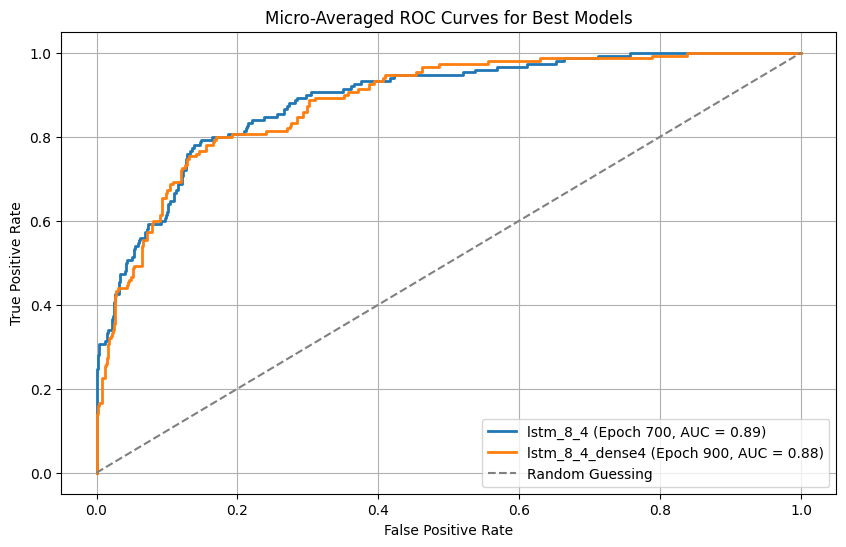 Micro-Averaged ROC Curves for Best Models
True Positive Rate
1.0
0.8
0.6
0.4
0.2
0.0
0.0 0.2 0.4 0.6 0.8 1.0
False Positive Rate
lstm_8_4 (Epoch 700, AUC = 0.89)
lstm_8_4_dense4 (Epoch 900, AUC = 0.88)
Random Guessing